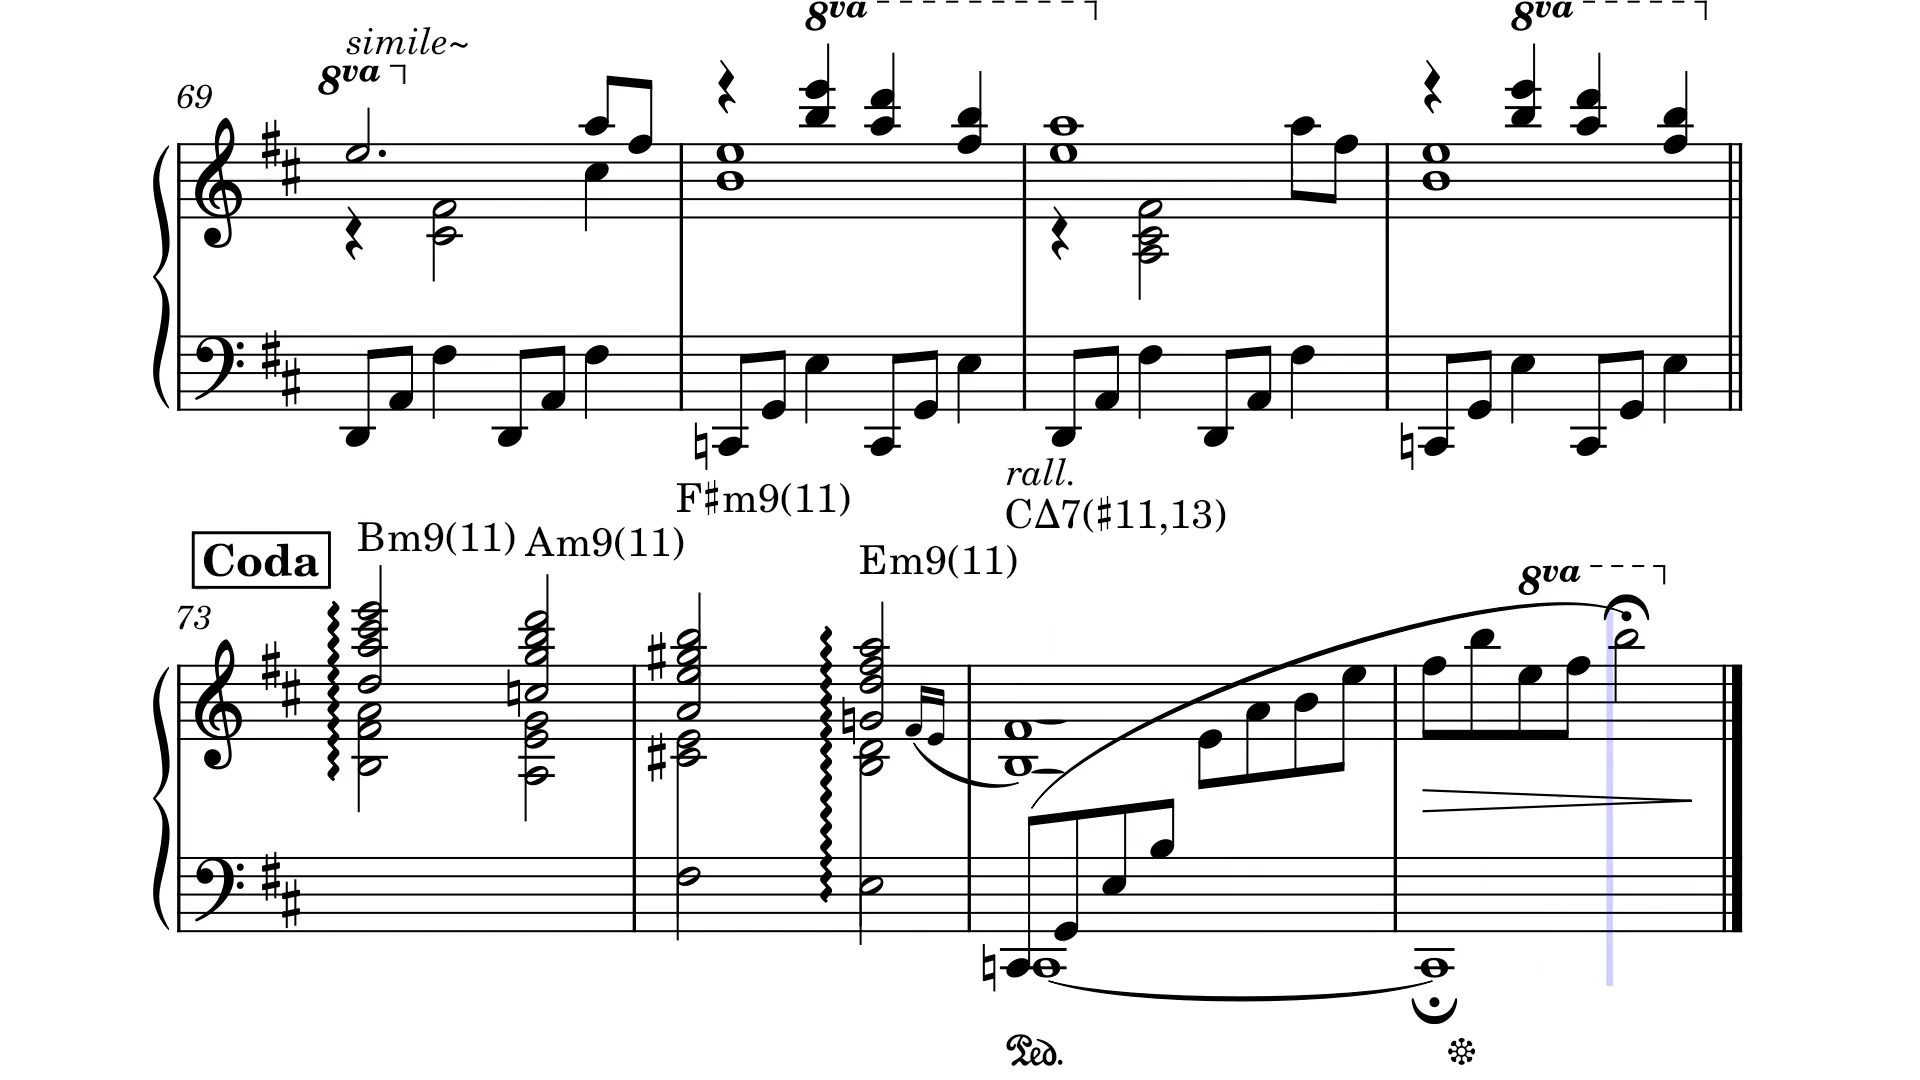 8va
8va
simile~
8va
69
rall.
F♯m9(11)
CΔ7(♯11,13)
Bm9(11)
Am9(11)
Coda
Em9(11)
8va
73
Ped.